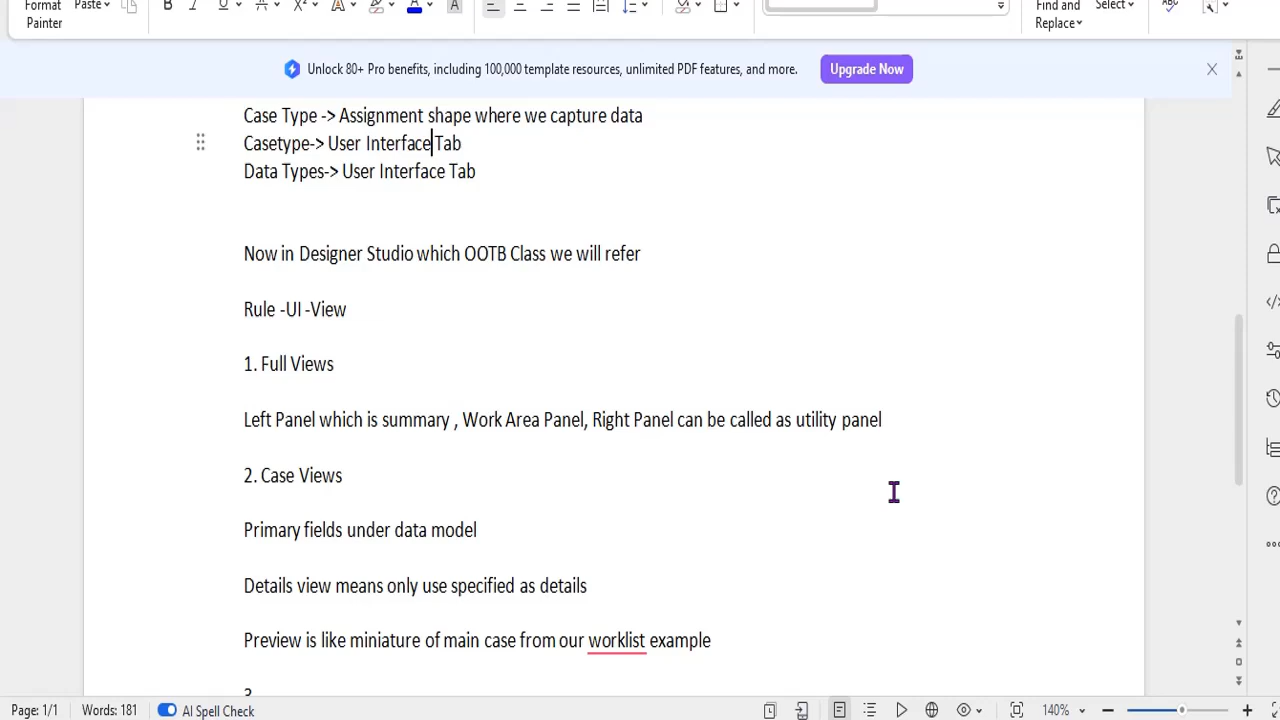 Format
Painter
Paste
B
I
U
A
A
A
Find and
Replace
Select
Unlock 80+ Pro benefits, including 100,000 template resources, unlimited PDF features, and more.
Upgrade Now
Case Type -> Assignment shape where we capture data
Casetype-> User Interface Tab
Data Types-> User Interface Tab
Now in Designer Studio which OOTB Class we will refer
Rule -UI -View
1. Full Views
Left Panel which is summary , Work Area Panel, Right Panel can be called as utility panel
2. Case Views
Primary fields under data model
Details view means only use specified as details
Preview is like miniature of main case from our worklist example
3
Page: 1/1
Words: 181
AI Spell Check
140%